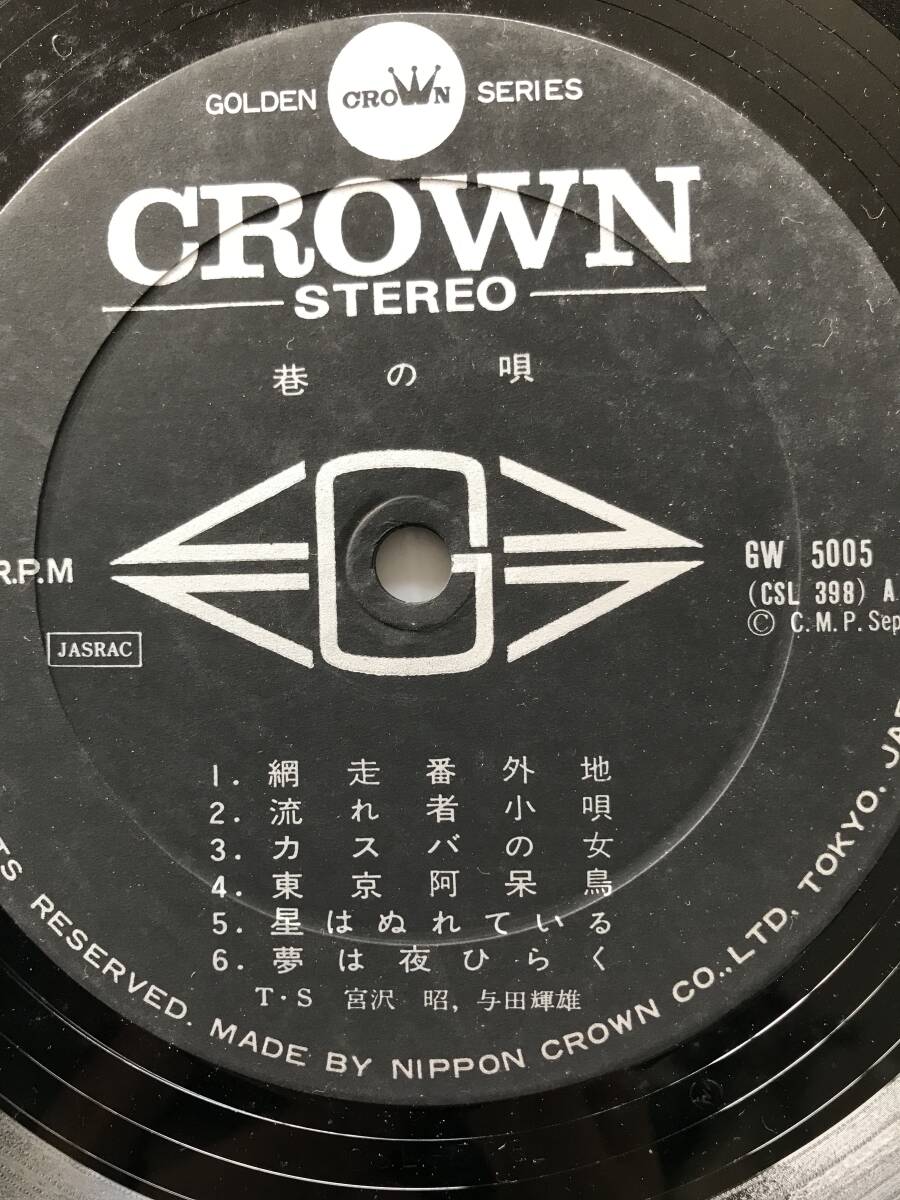 GOLDEN CROWN SERIES
CROWN
STEREO
巷の唄
R.P.M
JASRAC
G
GW 5005
(CSL 398) A
© C.M.P. Sep
1. 網走番外地
2. 流れ者小唄
3. カスバの女
4. 東京阿呆鳥
5. 星はぬれている
6. 夢は夜ひらく
T・S 宮沢 昭, 与田輝雄
TS RESERVED. MADE BY NIPPON CROWN CO., LTD. TOKYO. JAP